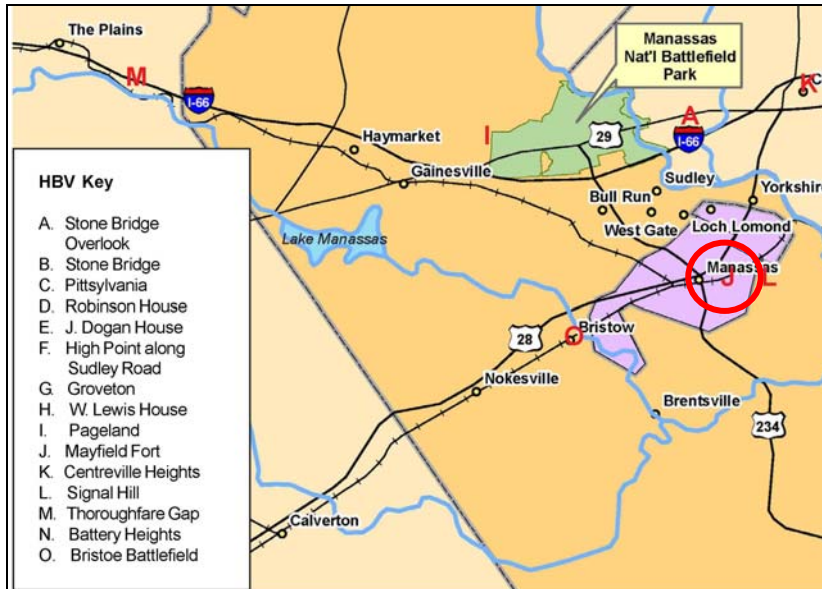 The Plains
M
I-66
Manassas
Nat'l Battlefield
Park
K
A
I-66
29
I
Haymarket
Gainesville
Sudley
Bull Run
Yorkshire
West Gate
Loch Lomond
Lake Manassas
Manassas
J
L
28
O
Bristow
Nokesville
Brentsville
234
Calverton
HBV Key
A. Stone Bridge
Overlook
B. Stone Bridge
C. Pittsylvania
D. Robinson House
E. J. Dogan House
F. High Point along
Sudley Road
G. Groveton
H. W. Lewis House
I. Pageland
J. Mayfield Fort
K. Centreville Heights
L. Signal Hill
M. Thoroughfare Gap
N. Battery Heights
O. Bristoe Battlefield